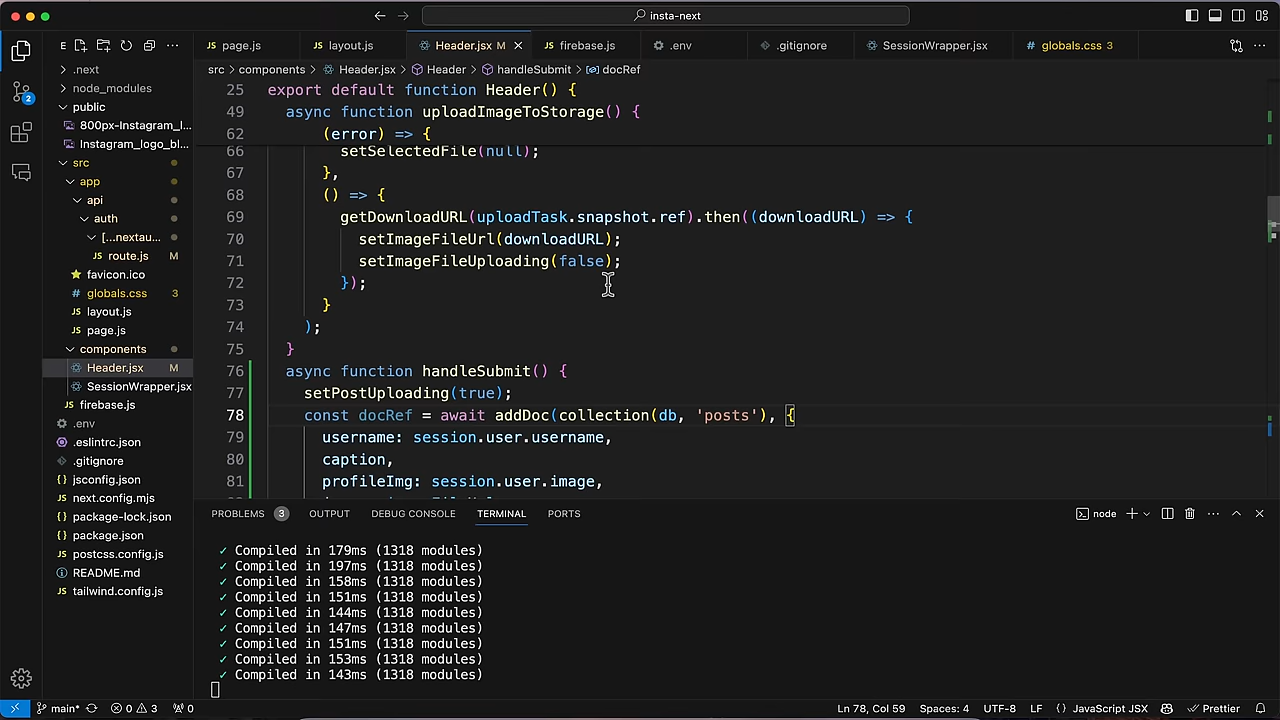 insta-next
E
page.js
layout.js
Header.jsx M
firebase.js
.env
.gitignore
SessionWrapper.jsx
globals.css 3
src > components > Header.jsx > Header > handleSubmit > docRef
.next
node_modules
public
800px-Instagram_l...
Instagram_logo_bl...
src
app
api
auth
[...nextau...
route.js M
favicon.ico
globals.css 3
layout.js
page.js
components
Header.jsx M
SessionWrapper.jsx
firebase.js
.env
.eslintrc.json
.gitignore
jsconfig.json
next.config.mjs
package-lock.json
package.json
postcss.config.js
README.md
tailwind.config.js
2
25 export default function Header() {
49 async function uploadImageToStorage() {
62 (error) => {
66 setSelectedFile(null);
67 },
68 () => {
69 getDownloadURL(uploadTask.snapshot.ref).then((downloadURL) => {
70 setImageFileUrl(downloadURL);
71 setImageFileUploading(false);
72 });
73 }
74 );
75 }
76 async function handleSubmit() {
77 setPostUploading(true);
78 const docRef = await addDoc(collection(db, 'posts'), {
79 username: session.user.username,
80 caption,
81 profileImg: session.user.image,
PROBLEMS 3 OUTPUT DEBUG CONSOLE TERMINAL PORTS
node
✓ Compiled in 179ms (1318 modules)
✓ Compiled in 197ms (1318 modules)
✓ Compiled in 158ms (1318 modules)
✓ Compiled in 151ms (1318 modules)
✓ Compiled in 144ms (1318 modules)
✓ Compiled in 147ms (1318 modules)
✓ Compiled in 151ms (1318 modules)
✓ Compiled in 153ms (1318 modules)
✓ Compiled in 143ms (1318 modules)
main* 0 3 0
Ln 78, Col 59 Spaces: 4 UTF-8 LF {} JavaScript JSX Prettier